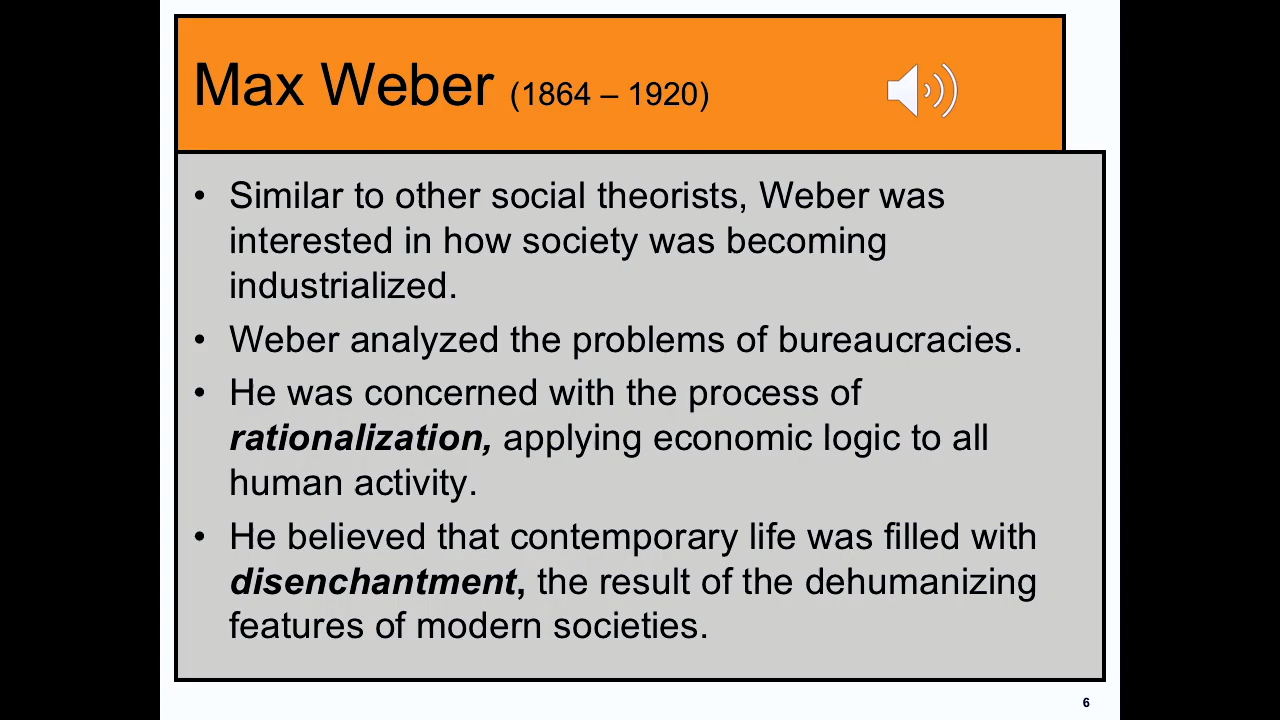 Max Weber (1864 – 1920)
• Similar to other social theorists, Weber was
interested in how society was becoming
industrialized.
• Weber analyzed the problems of bureaucracies.
• He was concerned with the process of
rationalization, applying economic logic to all
human activity.
• He believed that contemporary life was filled with
disenchantment, the result of the dehumanizing
features of modern societies.
6